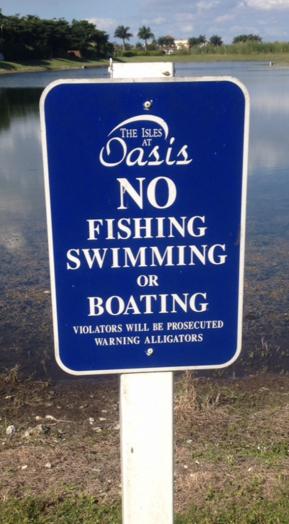 THE ISLES
AT
Oasis
NO
FISHING
SWIMMING
OR
BOATING
VIOLATORS WILL BE PROSECUTED
WARNING ALLIGATORS